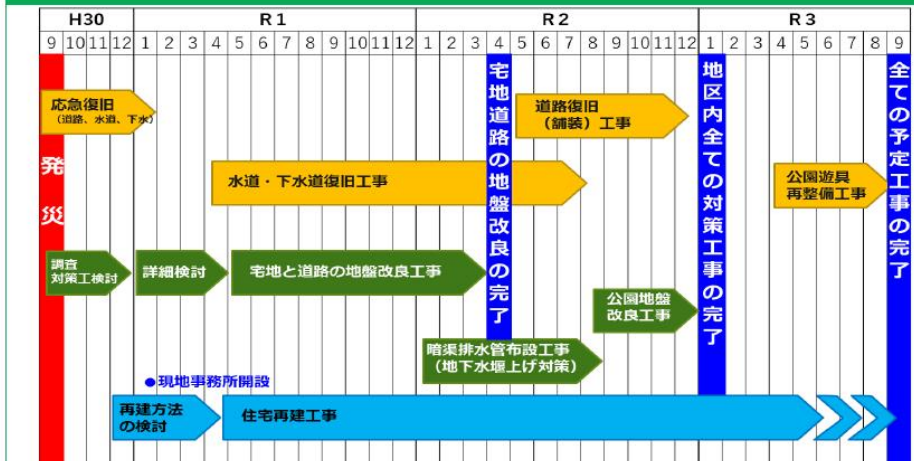 H30 R1 R2 R3
9 10 11 12 1 2 3 4 5 6 7 8 9 10 11 12 1 2 3 4 5 6 7 8 9 10 11 12 1 2 3 4 5 6 7 8 9
発災
応急復旧
(道路、水道、下水)
道路復旧
(舗装)工事
水道・下水道復旧工事
公園遊具
再整備工事
調査
対策工検討
詳細検討
宅地と道路の地盤改良工事
宅地道路の地盤改良の完了
公園地盤
改良工事
地区内全ての対策工事の完了
全ての予定工事の完了
暗渠排水管布設工事
(地下水堰上げ対策)
●現地事務所開設
再建方法
の検討
住宅再建工事